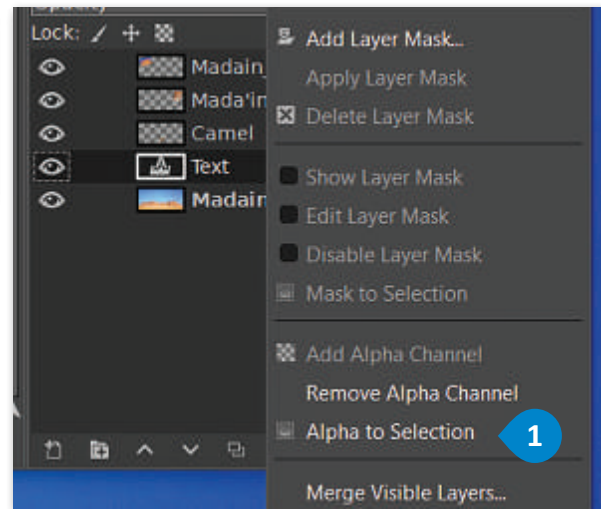 Opacity
Lock:
Madain_
Mada'in
Camel
Text
Madain
Add Layer Mask...
Apply Layer Mask
Delete Layer Mask
Show Layer Mask
Edit Layer Mask
Disable Layer Mask
Mask to Selection
Add Alpha Channel
Remove Alpha Channel
Alpha to Selection
1
Merge Visible Layers...